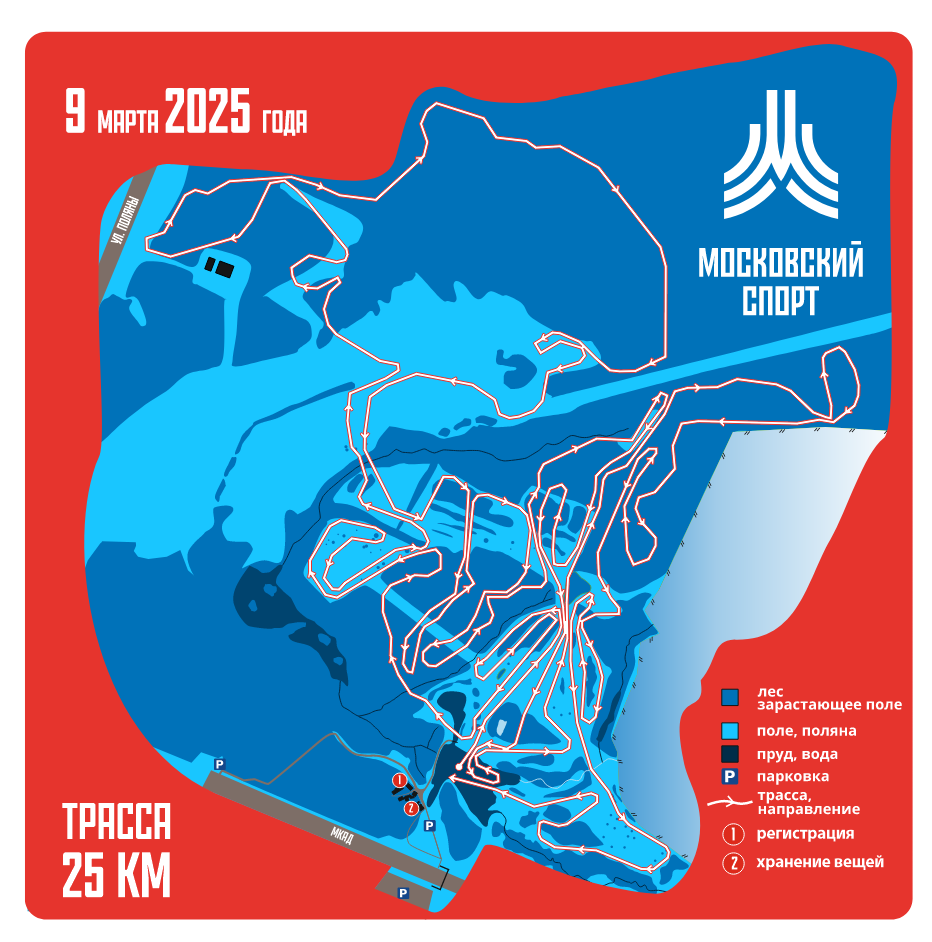 9 МАРТА 2025 ГОДА
МОСКОВСКИЙ
СПОРТ
УЛ. ПОЛЯНЫ
лес
зарастающее поле
поле, поляна
пруд, вода
P парковка
трасса,
направление
1 регистрация
2 хранение вещей
P
1
2
P
МКАД
P
ТРАССА
25 КМ